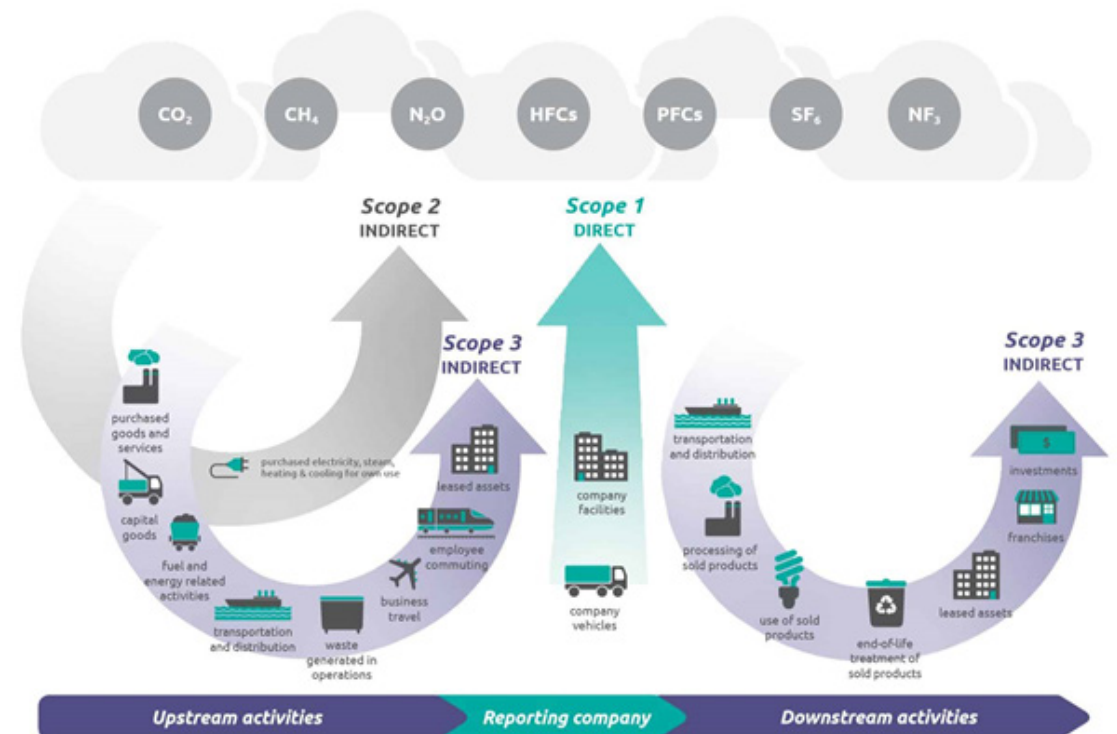 CO₂ CH₄ N₂O HFCs PFCs SF₆ NF₃
Scope 2
INDIRECT
Scope 1
DIRECT
Scope 3
INDIRECT
Scope 3
INDIRECT
purchased
goods and
services
capital
goods
fuel and
energy related
activities
transportation
and distribution
waste
generated in
operations
business
travel
employee
commuting
leased assets
purchased electricity, steam,
heating & cooling for own use
company
facilities
company
vehicles
transportation
and distribution
processing of
sold products
use of sold
products
end-of-life
treatment of
sold products
leased assets
franchises
investments
$
Upstream activities
Reporting company
Downstream activities